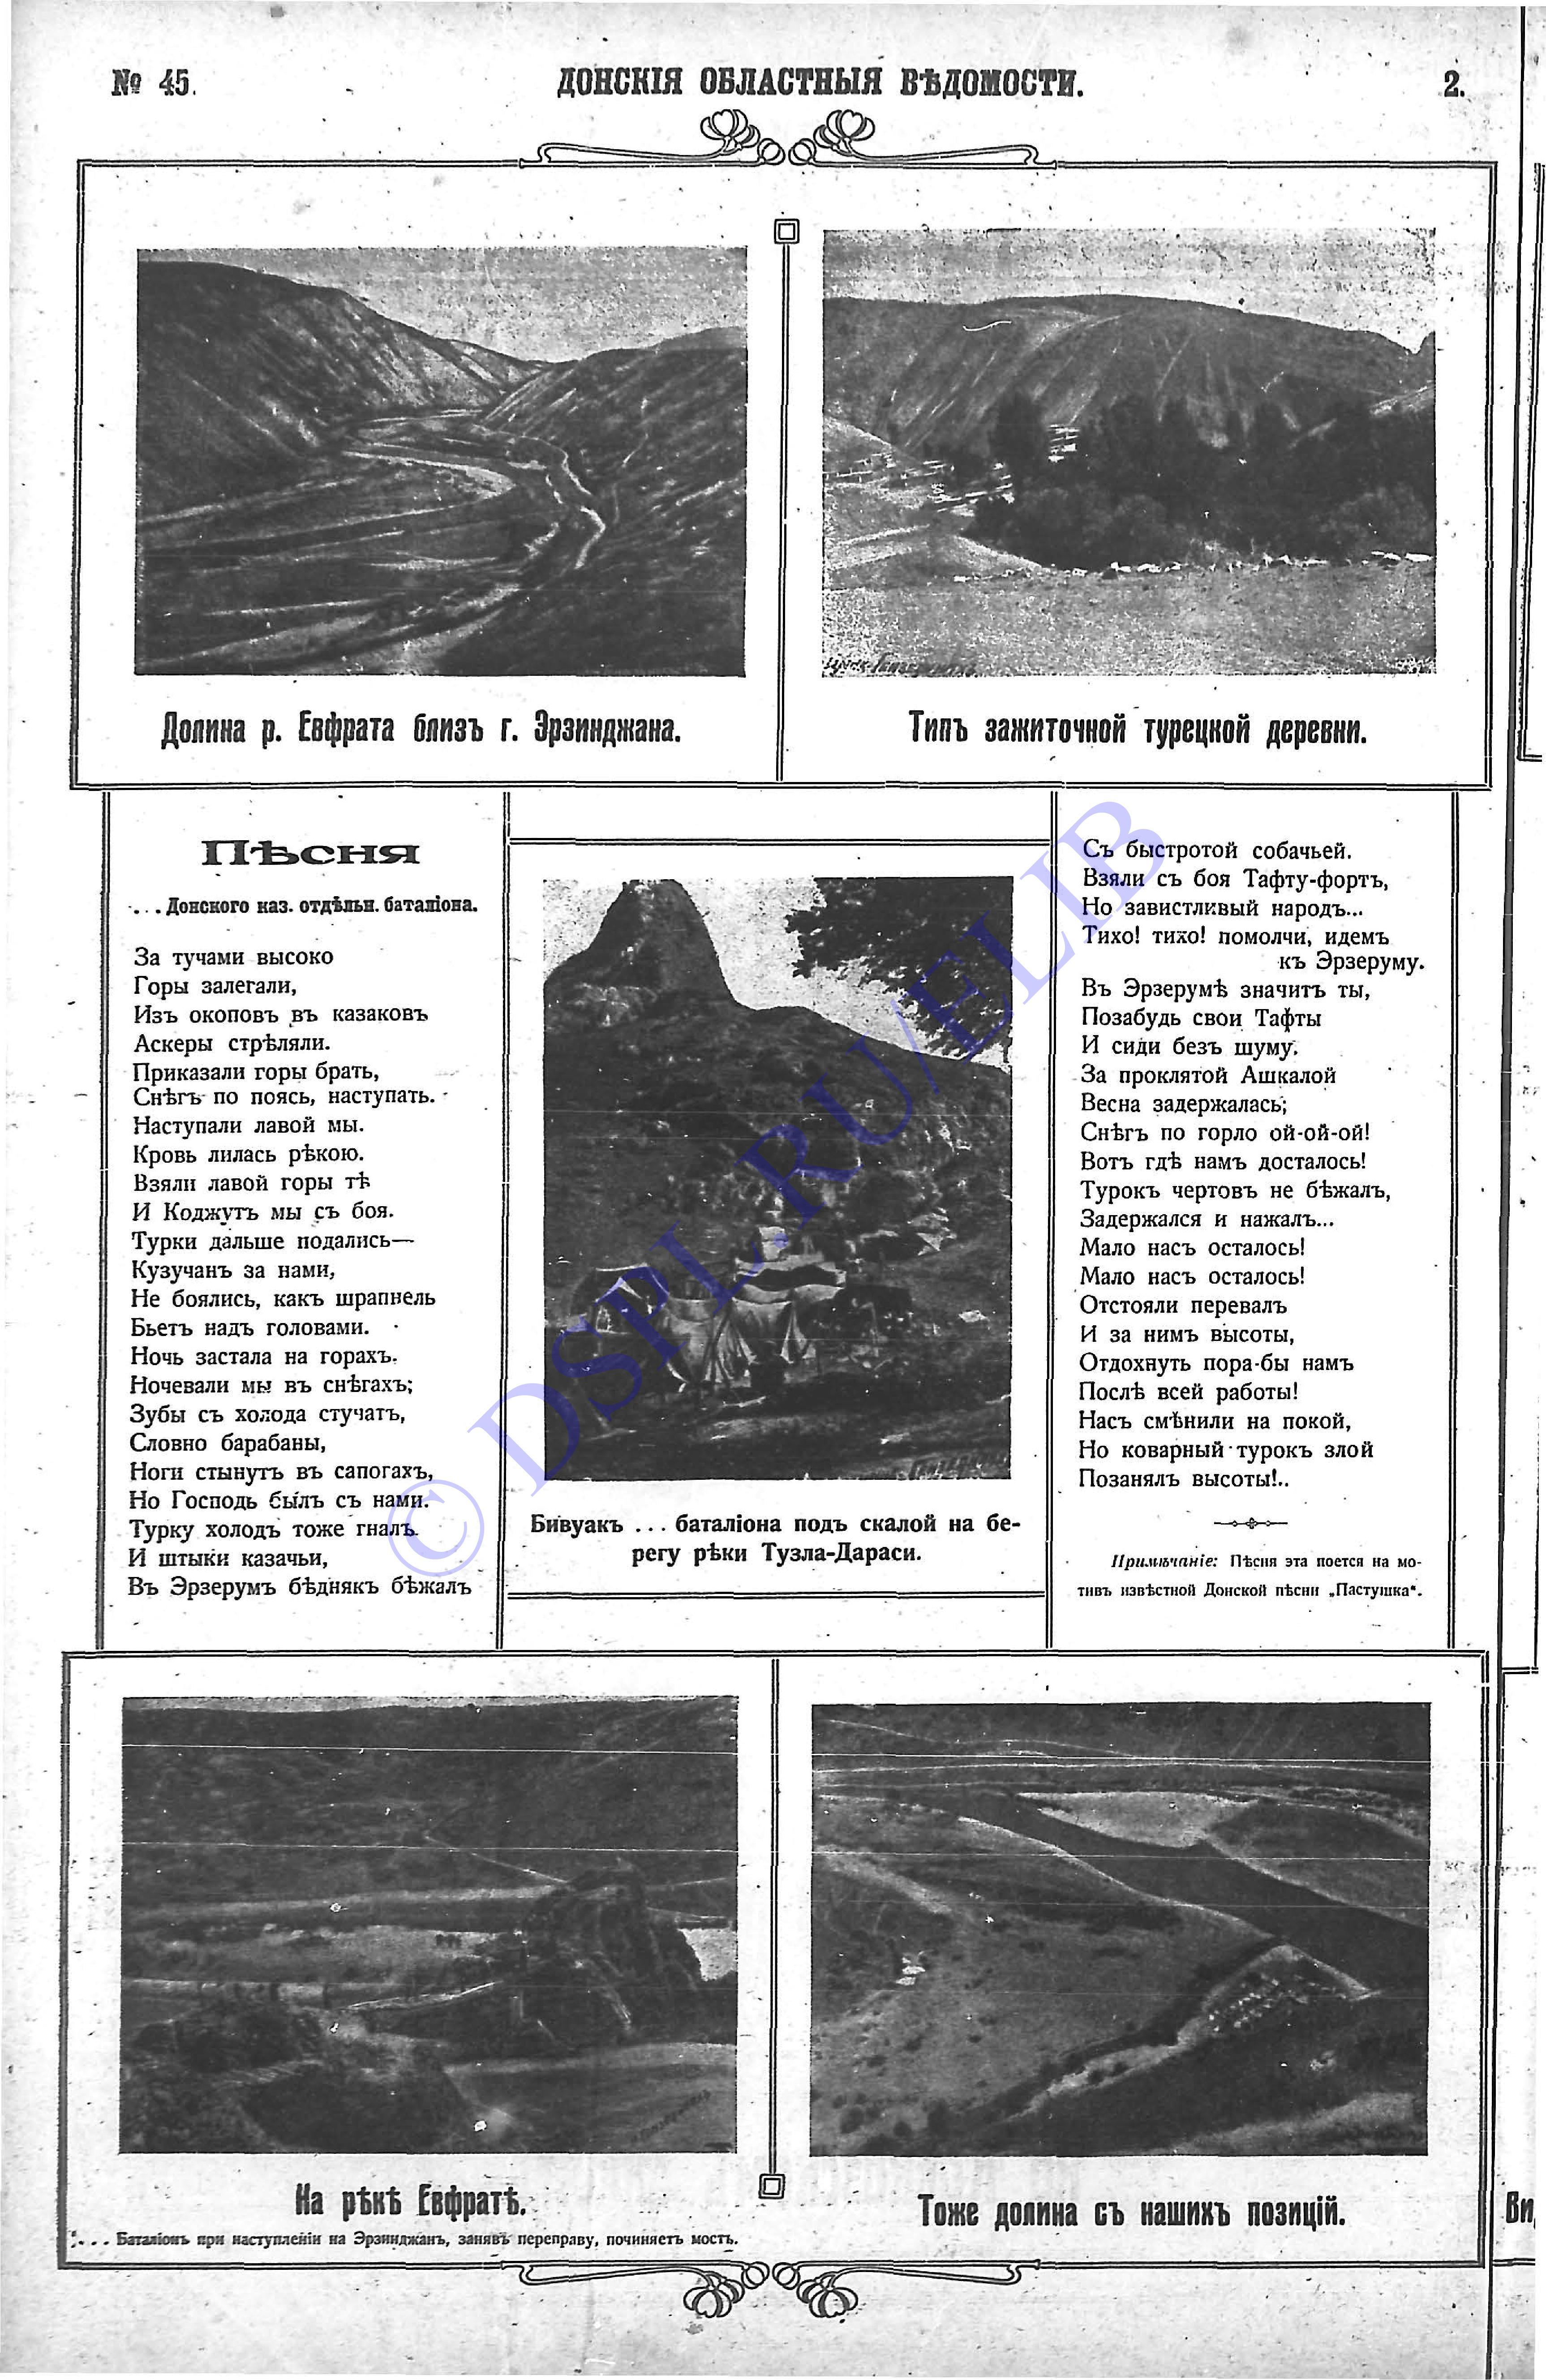 № 45.
ДОНСКІЯ ОБЛАСТНЫЯ ВѢДОМОСТИ.
2.
Долина р. Евфрата близъ г. Эрзинджана.
Типъ зажиточной турецкой деревни.
Пѣсня
. . . Донского каз. отдѣльн. баталіона.
За тучами высоко
Горы залегали,
Изъ окоповъ въ казаковъ
Аскеры стрѣляли.
Приказали горы брать,
Снѣгъ по поясь, наступать.
Наступали лавой мы.
Кровь лилась рѣкою.
Взяли лавой горы тѣ
И Коджутъ мы съ боя.
Турки дальше подались—
Кузучанъ за нами,
Не боялись, какъ шрапнель
Бьетъ надъ головами.
Ночь застала на горахъ.
Ночевали мы въ снѣгахъ;
Зубы съ холода стучатъ,
Словно барабаны,
Ноги стынутъ въ сапогахъ,
Но Господь былъ съ нами.
Турку холодъ тоже гналъ
И штыки казачьи,
Въ Эрзерумъ бѣднякъ бѣжалъ
Бивуакъ ... баталіона подъ скалой на бе-
регу рѣки Тузла-Дараси.
Съ быстротой собачьей.
Взяли съ боя Тафту-фортъ,
Но завистливый народъ...
Тихо! тихо! помолчи, идемъ
къ Эрзеруму.
Въ Эрзерумѣ значитъ ты,
Позабудь свои Тафты
И сиди безъ шуму.
За проклятой Ашкалой
Весна задержалась;
Снѣгъ по горло ой-ой-ой!
Вотъ гдѣ намъ досталось!
Турокъ чертовъ не бѣжалъ,
Задержался и нажалъ...
Мало насъ осталось!
Мало насъ осталось!
Отстояли перевалъ
И за нимъ высоты,
Отдохнуть пора-бы намъ
Послѣ всей работы!
Насъ смѣнили на покой,
Но коварный турокъ злой
Позанялъ высоты!..
Примѣчаніе: Пѣсня эта поется на мо-
тивъ извѣстной Донской пѣсни „Пастушка“.
На рѣкѣ Евфратѣ.
. . . Баталіонъ при наступленіи на Эрзинджанъ, занявъ переправу, починяетъ мостъ.
Тоже долина съ нашихъ позицій.
Ви
© DSPL.RU/ELIB